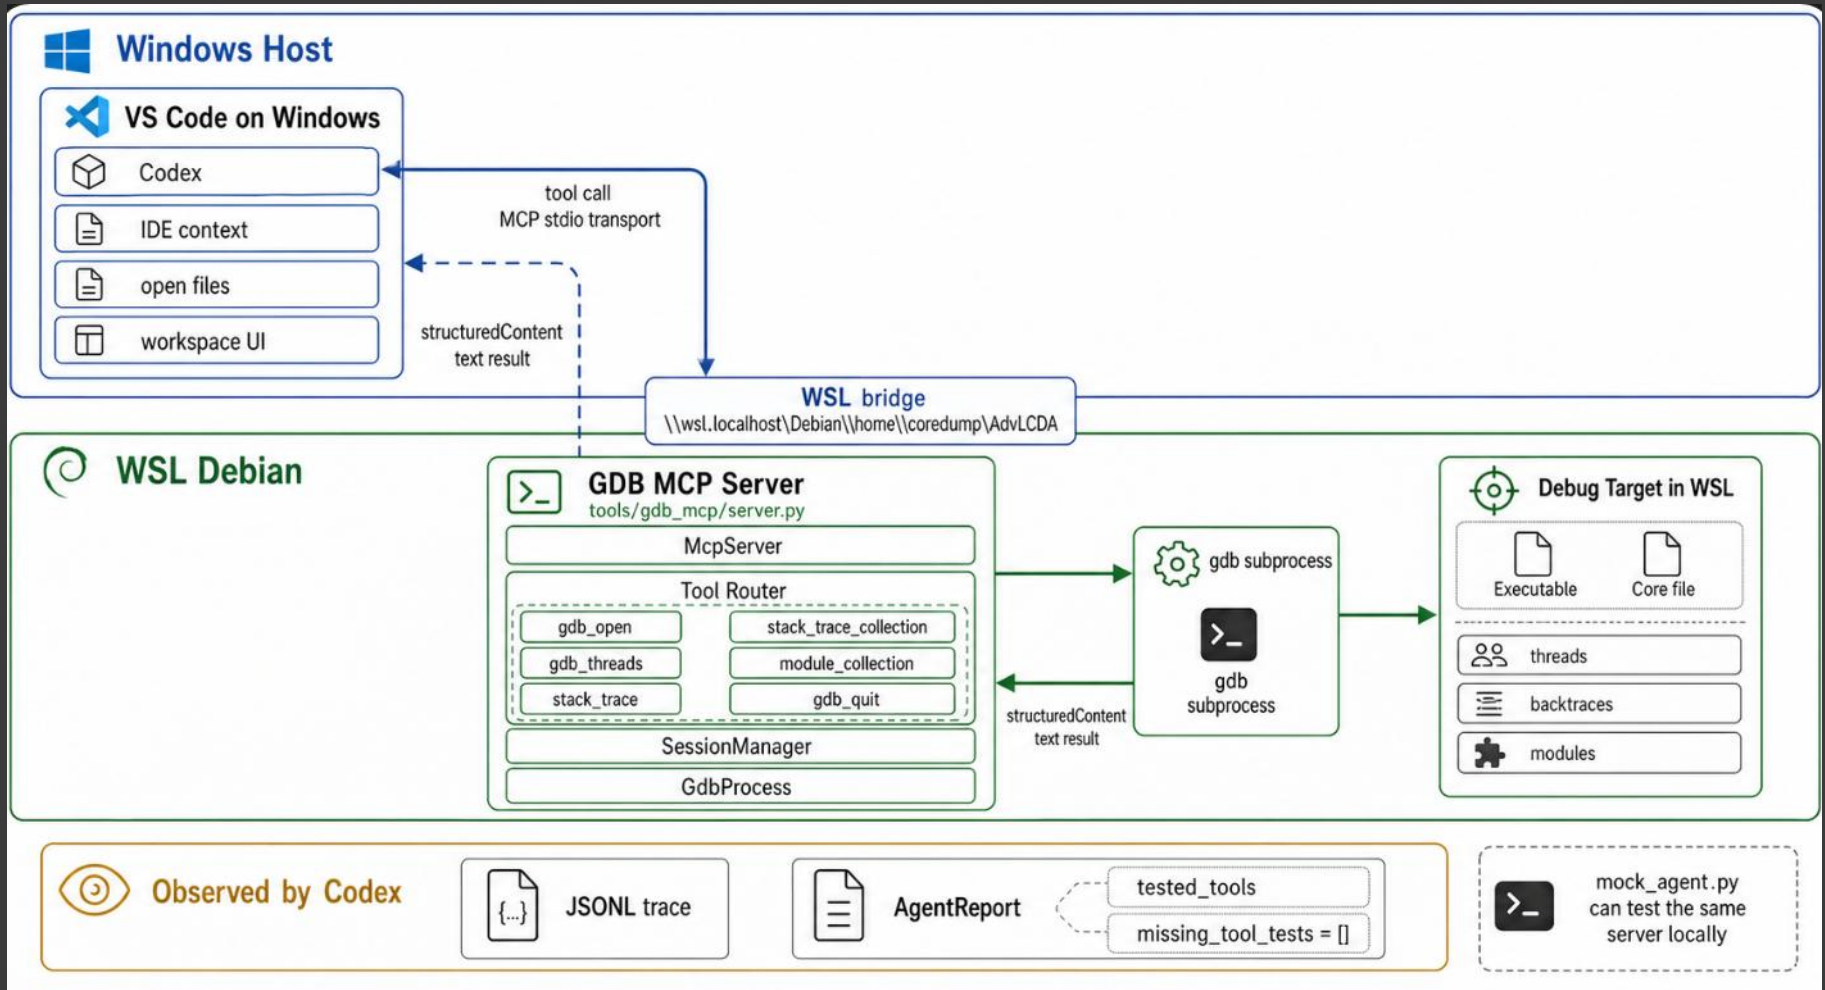 Windows Host
VS Code on Windows
Codex
IDE context
open files
workspace UI
tool call
MCP stdio transport
structuredContent
text result
WSL bridge
\\wsl.localhost\Debian\\home\\coredump\AdvLCDA
WSL Debian
GDB MCP Server
tools/gdb_mcp/server.py
McpServer
Tool Router
gdb_open
stack_trace_collection
gdb_threads
module_collection
stack_trace
gdb_quit
SessionManager
GdbProcess
gdb subprocess
gdb
subprocess
structuredContent
text result
Debug Target in WSL
Executable
Core file
threads
backtraces
modules
Observed by Codex
{...}
JSONL trace
AgentReport
tested_tools
missing_tool_tests = []
mock_agent.py
can test the same
server locally